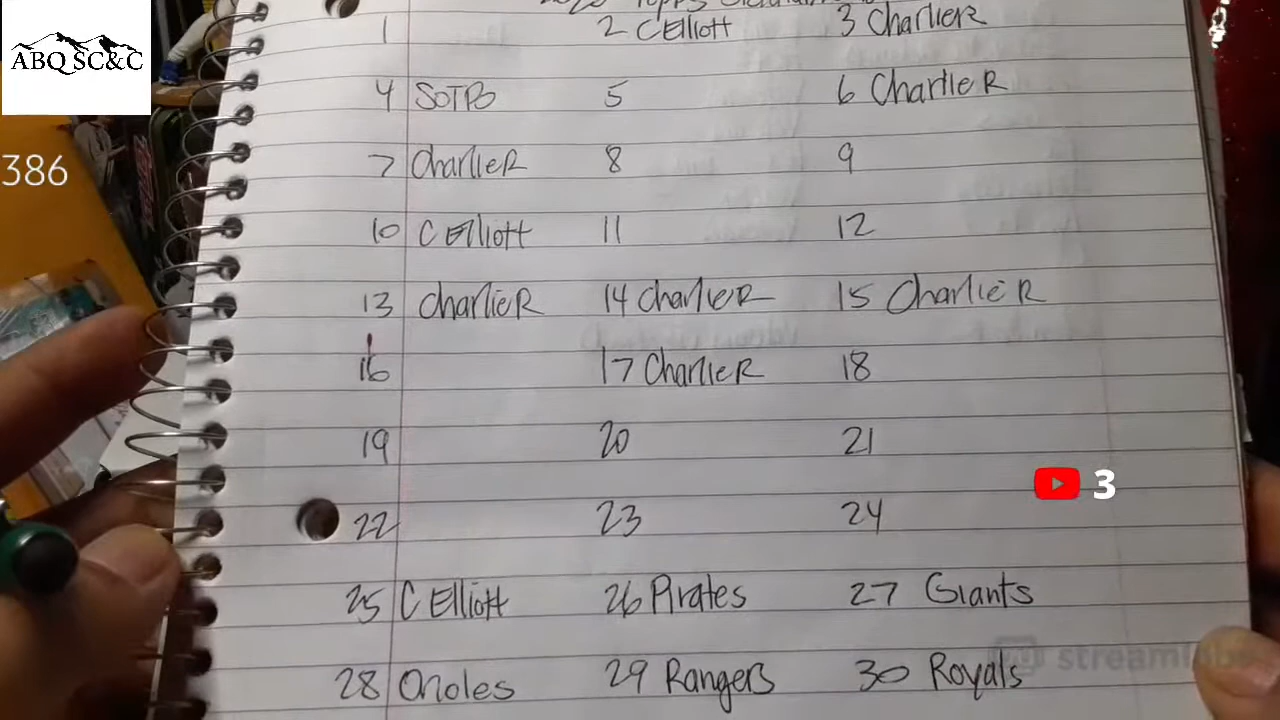 ABQ SC&C
386
1 2 C Elliott 3 Charlie R
4 SOTPB 5 6 Charlie R
7 Charlie R 8 9
10 C Elliott 11 12
13 Charlie R 14 Charlie R 15 Charlie R
16 17 Charlie R 18
19 20 21
3
22 23 24
25 C Elliott 26 Pirates 27 Giants
28 Orioles 29 Rangers 30 Royals